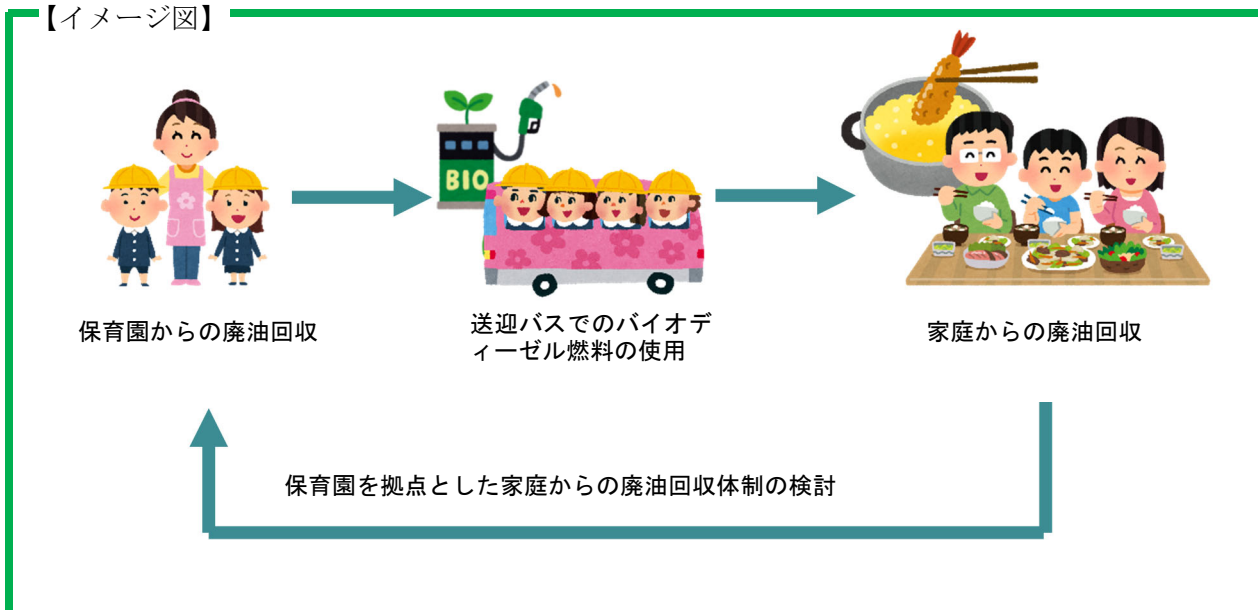 【イメージ図】
BIO
保育園からの廃油回収
送迎バスでのバイオデ
ィーゼル燃料の使用
家庭からの廃油回収
保育園を拠点とした家庭からの廃油回収体制の検討